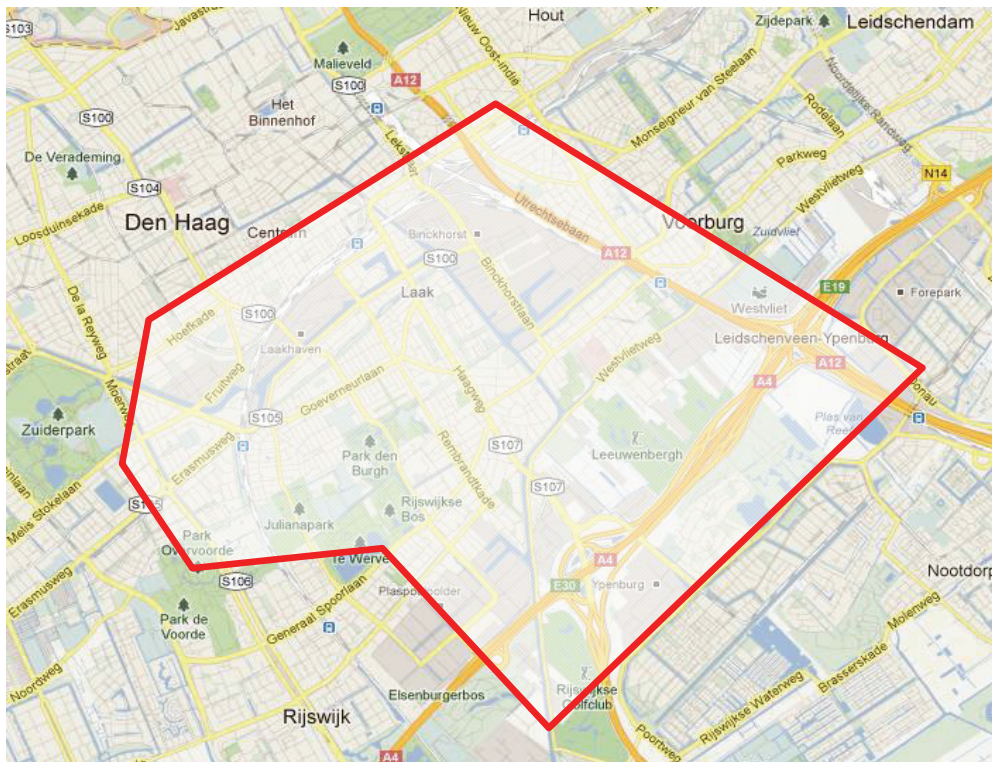 Hout
Zijdepark
Leidschendam
S103
Javastraat
Nieuw Oost-indië
Malieveld
A12
S100
Monseigneur van Steelaan
Noordelijke Randweg
Rodelaan
Het
Binnenhof
S100
Lekstraat
De Verademing
Parkweg
N14
S104
Westvlietweg
Utrechtsebaan
Loosduinsekade
Den Haag
Centrum
Binckhorst
Voorburg
Zuidvliet
S100
A12
Binckhorstlaan
De la Reyweg
Laak
E19
Forepark
Westvliet
Hoefkade
S100
Laakhaven
Leidschenveen-Ypenburg
straat
Westvlietweg
A12
Moerweg
Fruitweg
Goeverneurlaan
Haagweg
A4
Donau
S105
Plas van
Zuiderpark
Erasmusweg
Park den
Burgh
Rembrandtkade
S107
Leeuwenbergh
Melis Stokelaan
S107
Rijswijkse
Bos
Julianapark
Park
Overvoorde
Te Werve
A4
S106
Plaspoelpolder
E30
Ypenburg
Nootdorp
Erasmusweg
Park de
Voorde
Generaal Spoorlaan
Molenweg
Noordweg
Elsenburgerbos
Rijswijkse
Golfclub
Brasserskade
Rijswijkse Waterweg
Rijswijk
Poortweg
A4